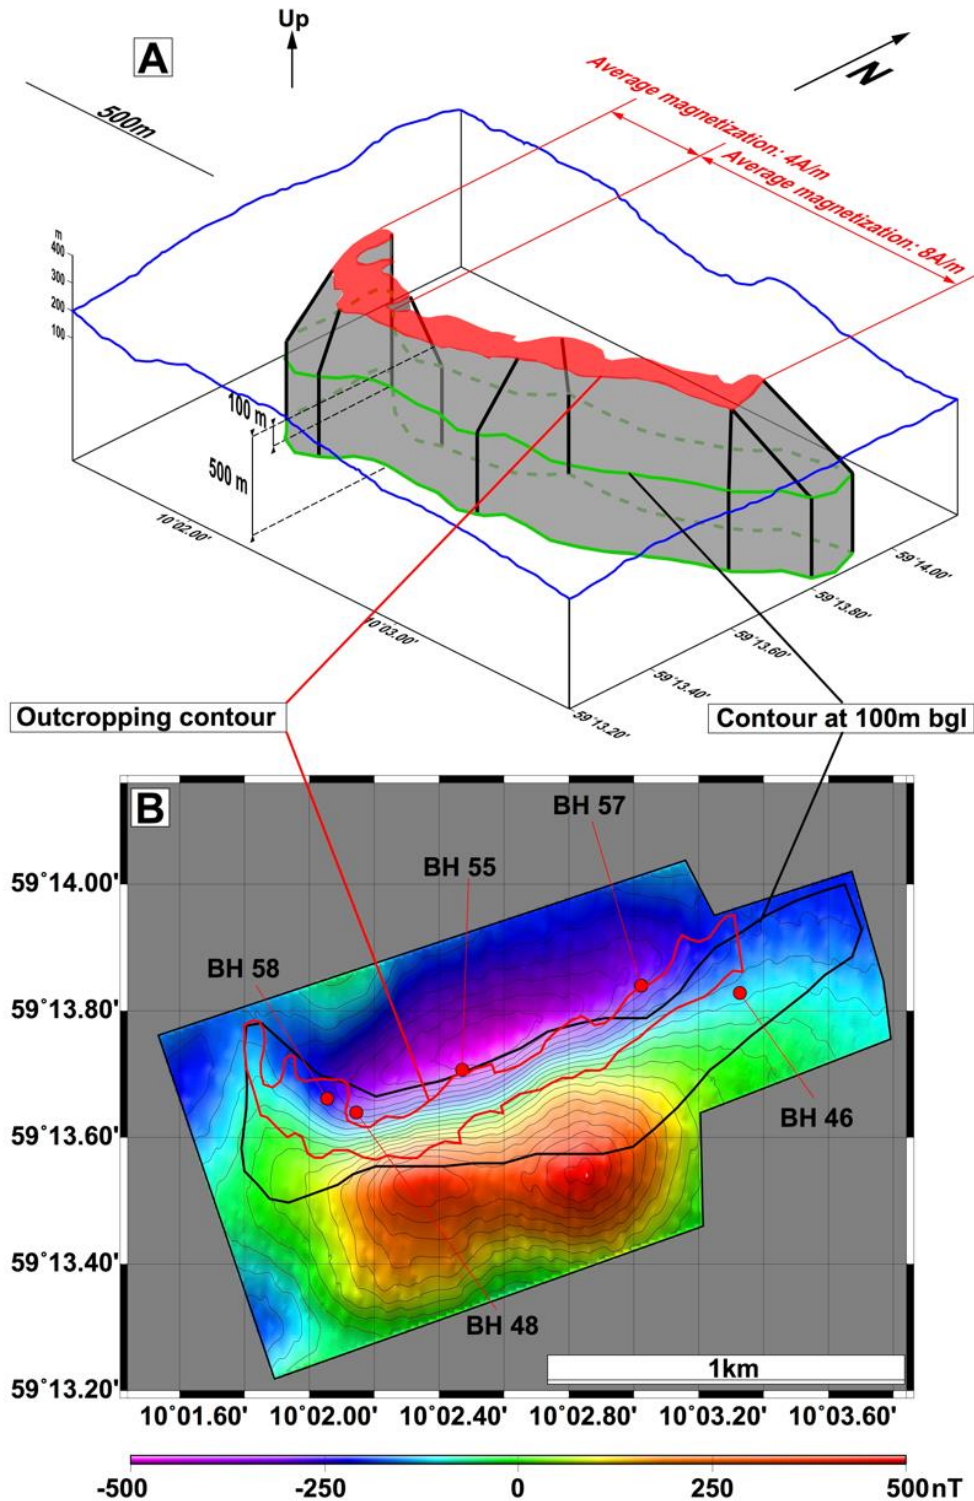 Up
A
N
500m
Average magnetization: 4A/m
Average magnetization: 8A/m
m
400
300
200
100
100 m
500 m
10°02.00'
10°03.00'
59°14.00'
59°13.80'
59°13.60'
59°13.40'
59°13.20'
Outcropping contour
Contour at 100m bgl
B
BH 57
BH 55
BH 58
BH 46
BH 48
59°14.00'
59°13.80'
59°13.60'
59°13.40'
59°13.20'
1km
10°01.60' 10°02.00' 10°02.40' 10°02.80' 10°03.20' 10°03.60'
-500 -250 0 250 500 nT